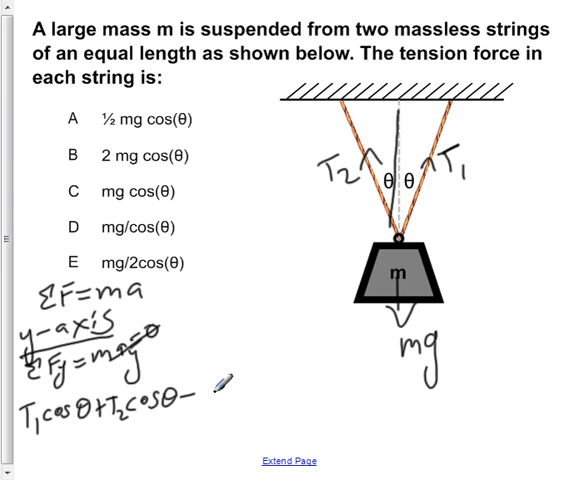 A large mass m is suspended from two massless strings
of an equal length as shown below. The tension force in
each string is:
A ½ mg cos(θ)
B 2 mg cos(θ)
C mg cos(θ)
D mg/cos(θ)
E mg/2cos(θ)
T2 θ θ T1
m
mg
ΣF=ma
y-axis
ΣFy=may=0
T1cosθ+T2cosθ-
Extend Page